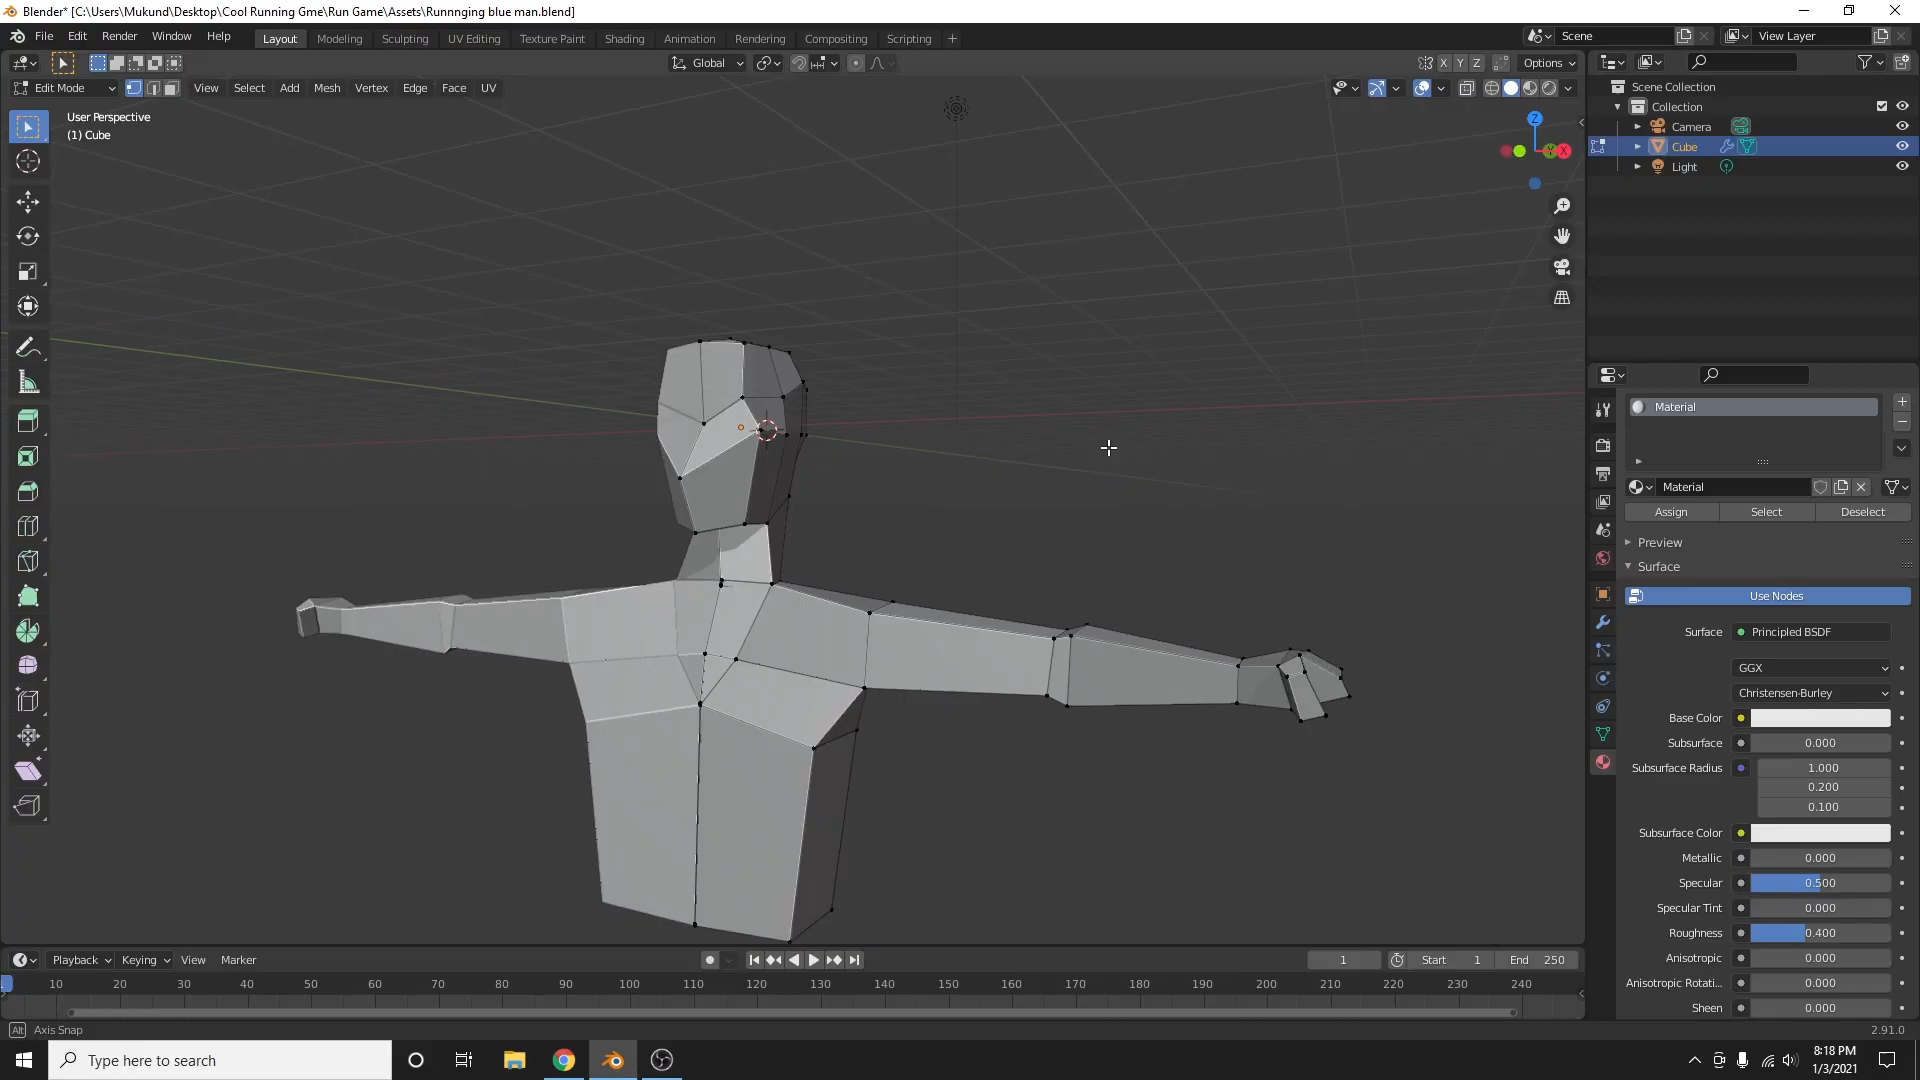 Blender* [C:\Users\Mukund\Desktop\Cool Running Gme\Run Game\Assets\Runnnging blue man.blend]
File Edit Render Window Help
Layout Modeling Sculpting UV Editing Texture Paint Shading Animation Rendering Compositing Scripting +
Scene
View Layer
Global
X Y Z
Options
Edit Mode
View Select Add Mesh Vertex Edge Face UV
User Perspective
(1) Cube
Z
Y
X
Scene Collection
Collection
Camera
Cube
Light
Material
Material
Assign Select Deselect
Preview
Surface
Use Nodes
Surface Principled BSDF
GGX
Christensen-Burley
Base Color
Subsurface 0.000
Subsurface Radius 1.000
0.200
0.100
Subsurface Color
Metallic 0.000
Specular 0.500
Specular Tint 0.000
Roughness 0.400
Anisotropic 0.000
Anisotropic Rotati... 0.000
Sheen 0.000
Playback Keying View Marker
1
Start 1
End 250
10 20 30 40 50 60 70 80 90 100 110 120 130 140 150 160 170 180 190 200 210 220 230 240
Alt Axis Snap
2.91.0
Type here to search
8:18 PM
1/3/2021